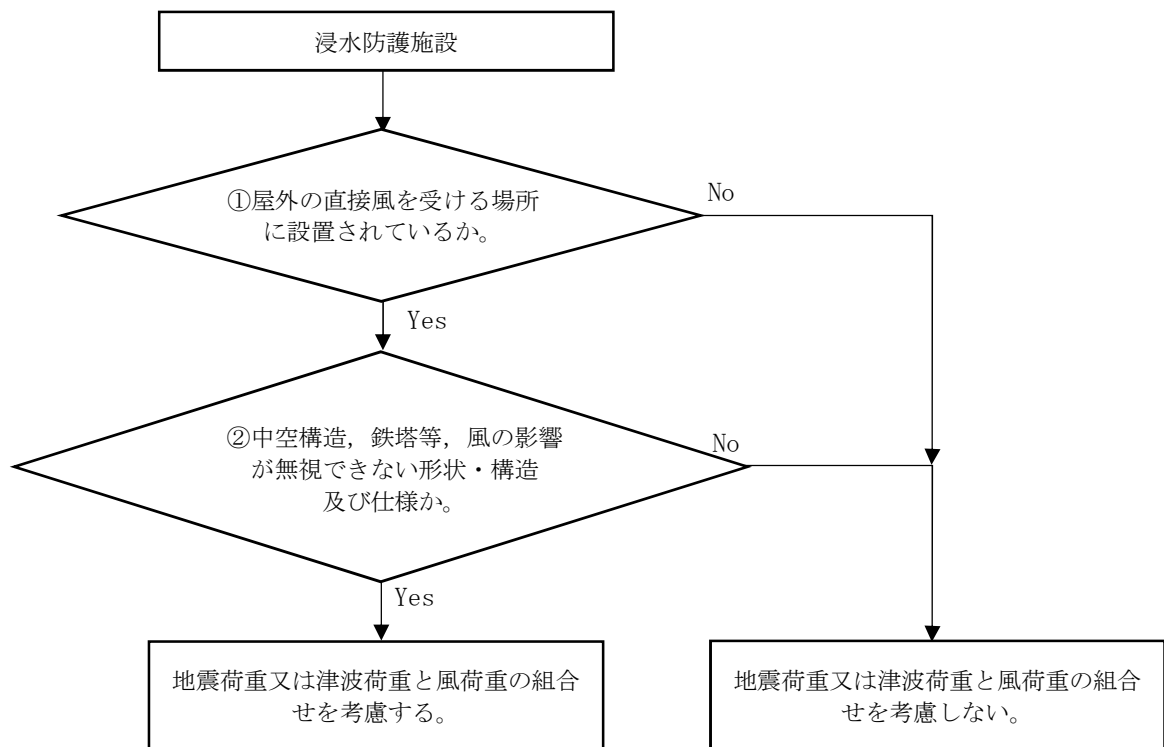 浸水防護施設
①屋外の直接風を受ける場所
に設置されているか。
No
Yes
②中空構造，鉄塔等，風の影響
が無視できない形状・構造
及び仕様か。
No
Yes
地震荷重又は津波荷重と風荷重の組合
せを考慮する。
地震荷重又は津波荷重と風荷重の組合
せを考慮しない。